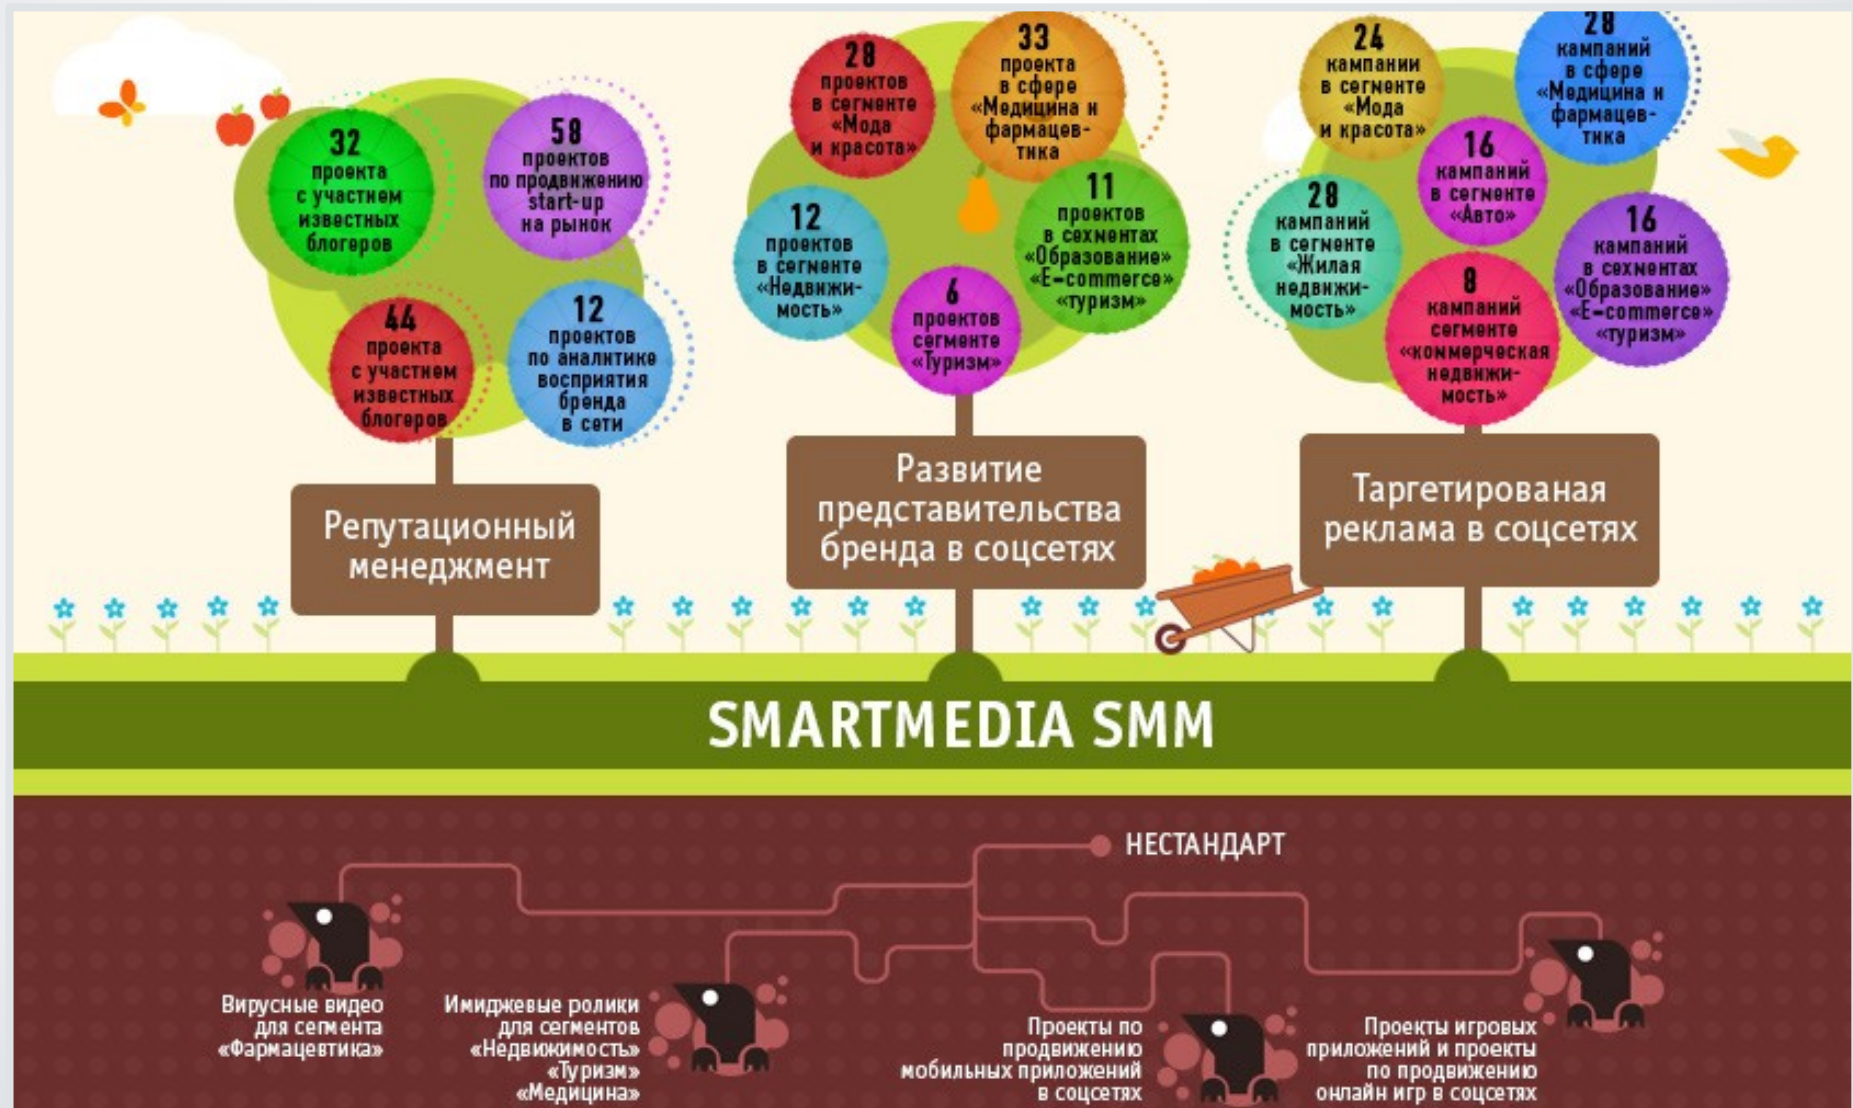 32
проекта
с участием
известных
блогеров
58
проектов
по продвижению
start-up
на рынок
44
проекта
с участием
известных
блогеров
12
проектов
по аналитике
восприятия
бренда
в сети
Репутационный
менеджмент
28
проектов
в сегменте
«Мода
и красота»
33
проекта
в сфере
«Медицина и
фармацев-
тика
12
проектов
в сегменте
«Недвижи-
мость»
11
проектов
в сехментах
«Образование»
«E-commerce»
«туризм»
6
проектов
сегменте
«Туризм»
Развитие
представительства
бренда в соцсетях
24
кампании
в сегменте
«Мода
и красота»
28
кампаний
в сфере
«Медицина и
фармацев-
тика
16
кампаний
в сегменте
«Авто»
28
кампаний
в сегменте
«Жилая
недвижи-
мость»
16
кампаний
в сехментах
«Образование»
«E-commerce»
«туризм»
8
кампаний
сегменте
«коммерческая
недвижи-
мость»
Таргетированая
реклама в соцсетях
SMARTMEDIA SMM
НЕСТАНДАРТ
Вирусные видео
для сегмента
«Фармацевтика»
Имиджевые ролики
для сегментов
«Недвижимость»
«Туризм»
«Медицина»
Проекты по
продвижению
мобильных приложений
в соцсетях
Проекты игровых
приложений и проекты
по продвижению
онлайн игр в соцсетях